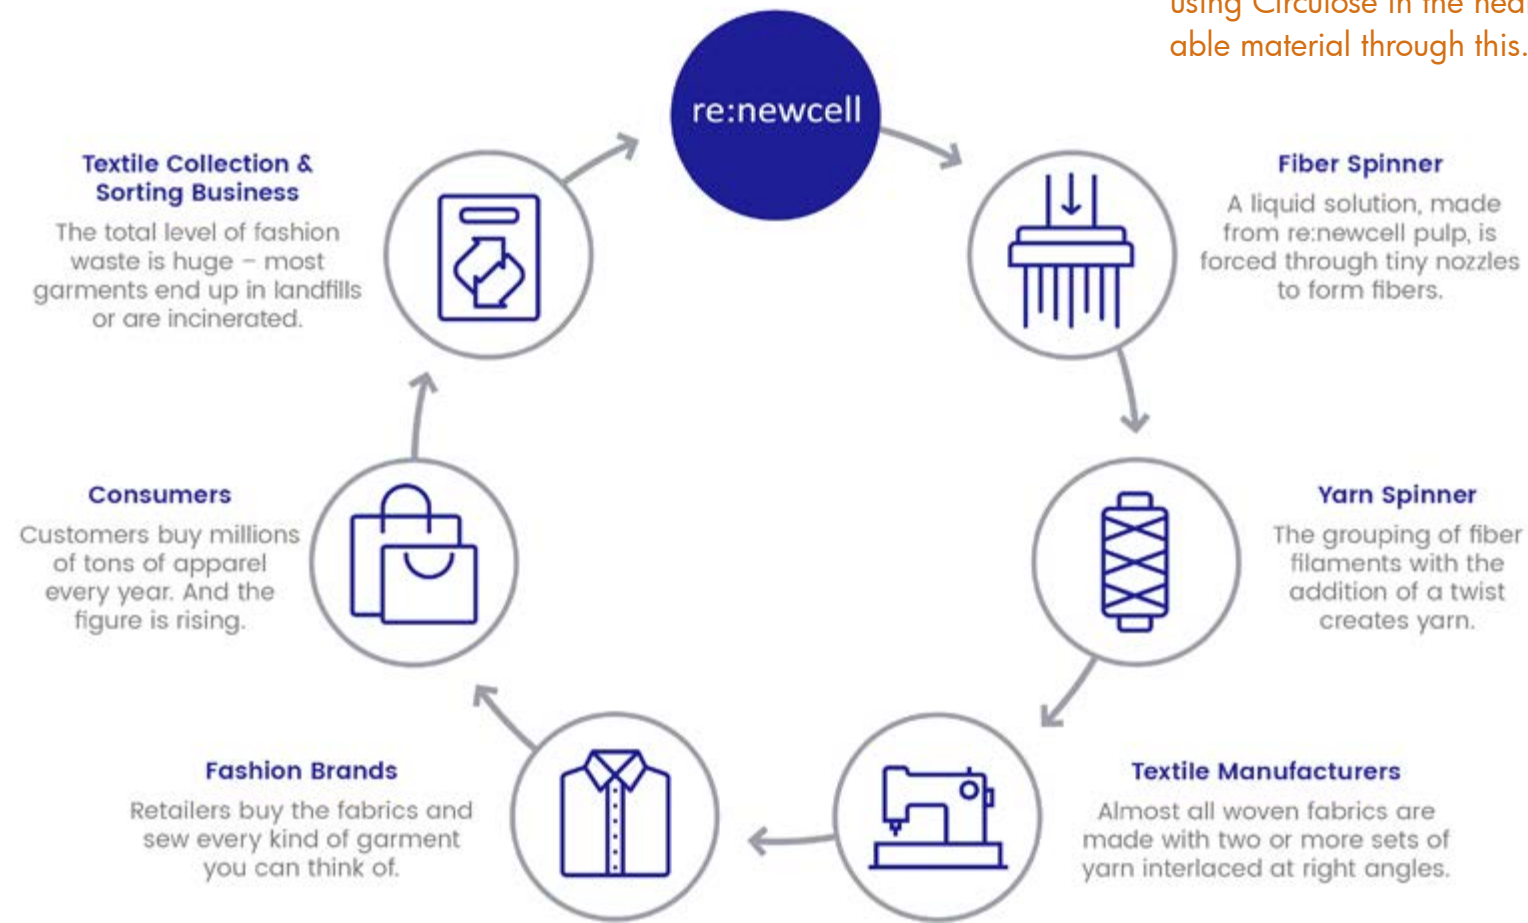 using Circulose in the
able material through this.
re:newcell
Textile Collection &
Sorting Business
The total level of fashion
waste is huge – most
garments end up in landfills
or are incinerated.
Fiber Spinner
A liquid solution, made
from re:newcell pulp, is
forced through tiny nozzles
to form fibers.
Consumers
Customers buy millions
of tons of apparel
every year. And the
figure is rising.
Yarn Spinner
The grouping of fiber
filaments with the
addition of a twist
creates yarn.
Fashion Brands
Retailers buy the fabrics and
sew every kind of garment
you can think of.
Textile Manufacturers
Almost all woven fabrics are
made with two or more sets of
yarn interlaced at right angles.